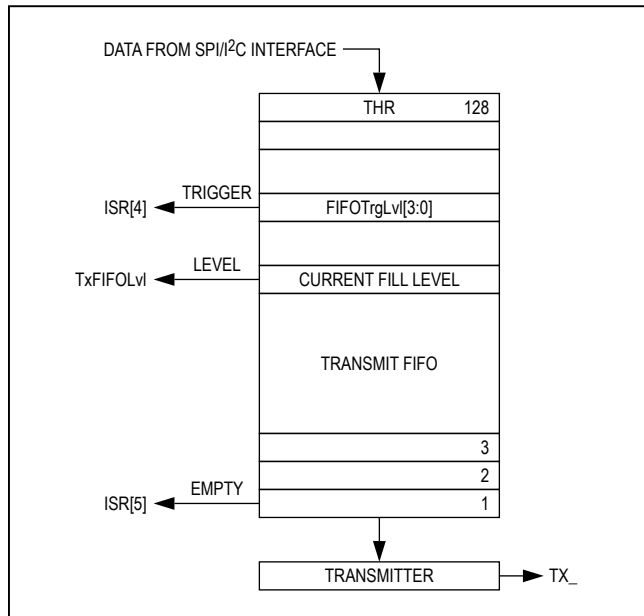 DATA FROM SPI/I2C INTERFACE
THR 128
TRIGGER
ISR[4]
FIFOTrgLvl[3:0]
LEVEL
TxFIFOLvl
CURRENT FILL LEVEL
TRANSMIT FIFO
3
2
EMPTY
ISR[5]
1
TRANSMITTER
TX_